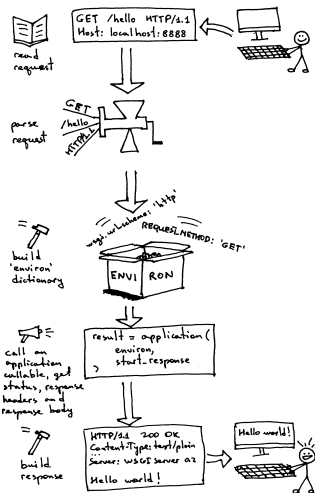 GET /hello HTTP/1.1
Host: localhost:8888
read
request
GET
/hello
HTTP/1.1
parse
request
wsgi.url_scheme: 'http'
REQUEST_METHOD: 'GET'
build
'environ'
dictionary
ENVIRON
result = application(
environ,
start_response
)
call an
application
callable, get
status, response
headers and
response body
HTTP/1.1 200 OK
Content-Type: text/plain
...
Server: WSGIServer 0.2
Hello world!
build
response
Hello world!